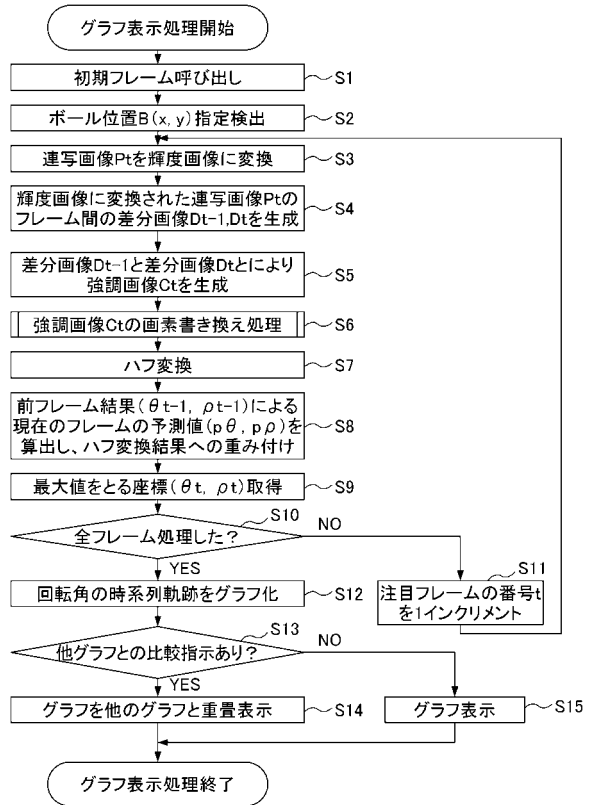 グラフ表示処理開始
初期フレーム呼び出し
S1
ボール位置B(x, y)指定検出
S2
連写画像Ptを輝度画像に変換
S3
輝度画像に変換された連写画像Ptの
フレーム間の差分画像Dt-1,Dtを生成
S4
差分画像Dt-1と差分画像Dtとにより
強調画像Ctを生成
S5
強調画像Ctの画素書き換え処理
S6
ハフ変換
S7
前フレーム結果(θt-1, ρt-1)による
現在のフレームの予測値(pθ, pρ)を
算出し、ハフ変換結果への重み付け
S8
最大値をとる座標(θt, ρt)取得
S9
全フレーム処理した?
S10
NO
YES
注目フレームの番号t
を1インクリメント
S11
回転角の時系列軌跡をグラフ化
S12
他グラフとの比較指示あり?
S13
NO
YES
グラフを他のグラフと重畳表示
S14
グラフ表示
S15
グラフ表示処理終了